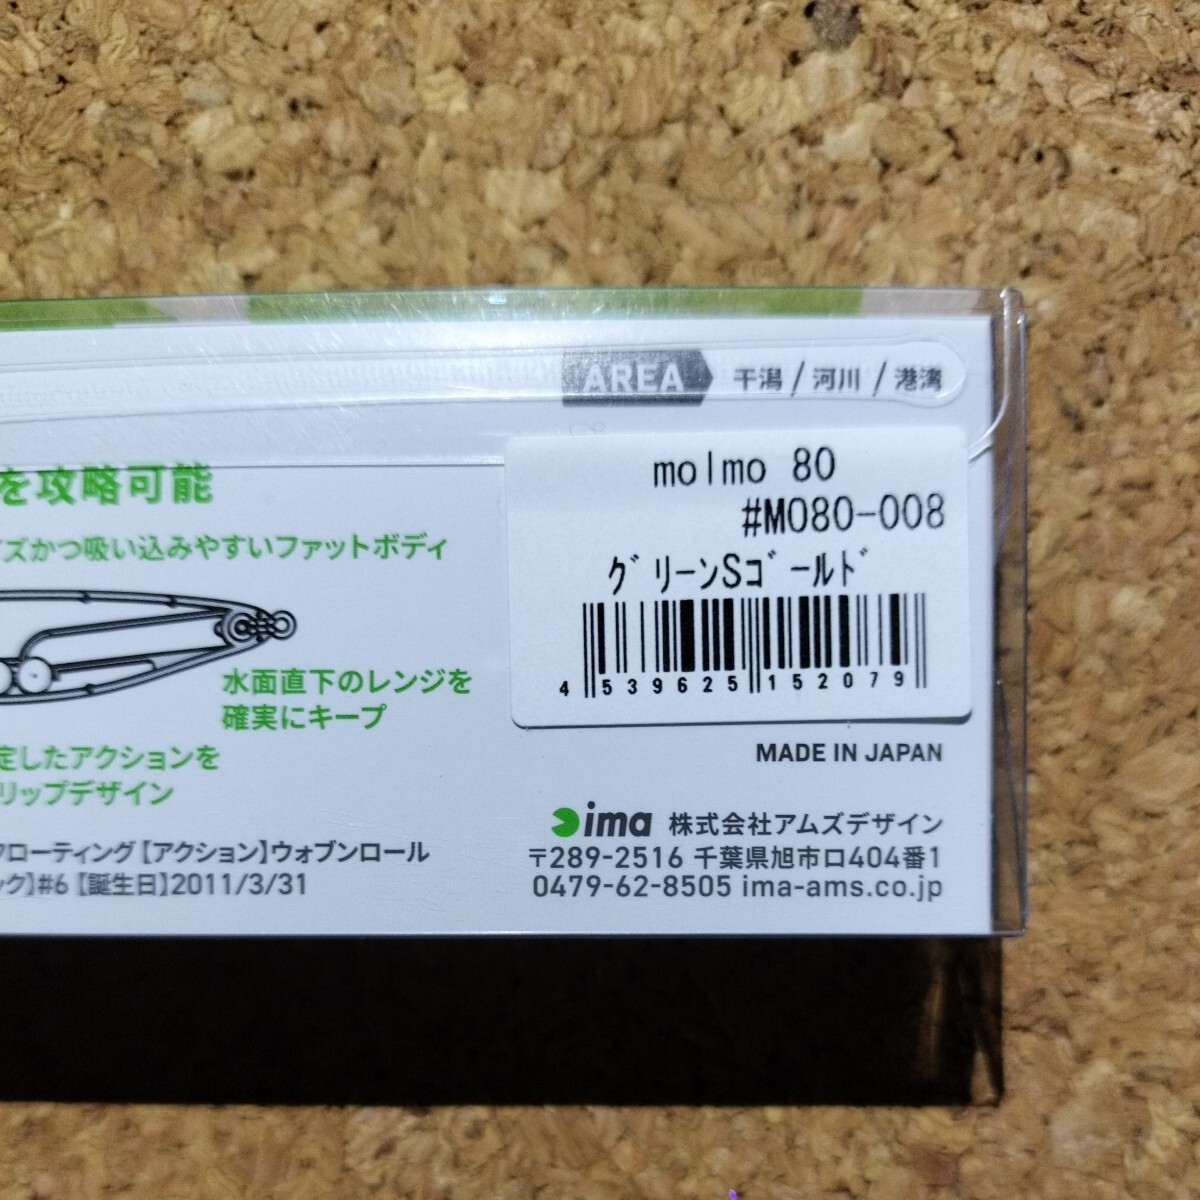 AREA 干潟 / 河川 / 港湾
を攻略可能
ズかつ吸い込みやすいファットボディ
水面直下のレンジを
確実にキープ
定したアクションを
リップデザイン
フローティング【アクション】ウォブンロール
ック】#6【誕生日】2011/3/31
molmo 80
#MO80-008
グリーンSゴールド
4 539625 152079
MADE IN JAPAN
ima 株式会社アムズデザイン
〒289-2516 千葉県旭市ロ404番1
0479-62-8505 ima-ams.co.jp